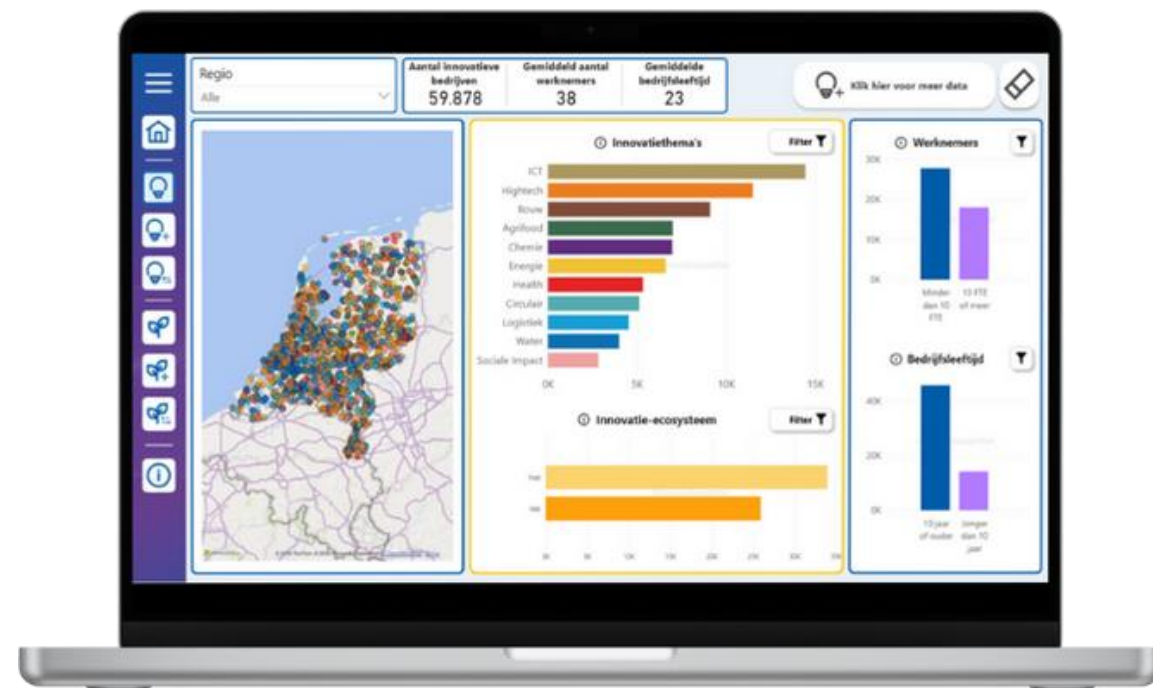 Regio
Alle
Aantal innovatieve
bedrijven
59.878
Gemiddeld aantal
werknemers
38
Gemiddelde
bedrijfsleeftijd
23
Klik hier voor meer data
Innovatiethema's
Filter
ICT
Hightech
Bouw
Agrifood
Chemie
Energie
Health
Circulair
Logistiek
Water
Sociale Impact
0K 5K 10K 15K
Innovatie-ecosysteem
Filter
Werknemers
30K
20K
10K
0K
Minder
dan 10
FTE
10 FTE
of meer
Bedrijfsleeftijd
40K
20K
0K
10 jaar
of ouder
Jonger
dan 10
jaar